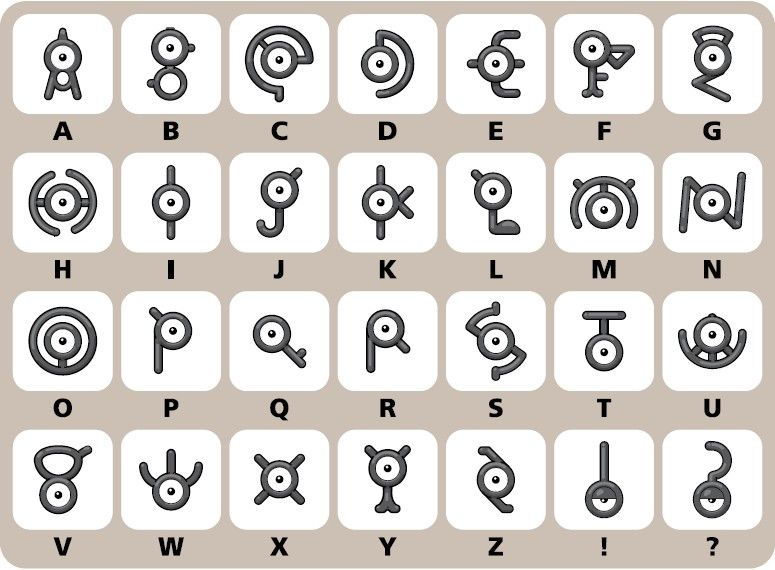 A B C D E F G
H I J K L M N
O P Q R S T U
V W X Y Z ! ?